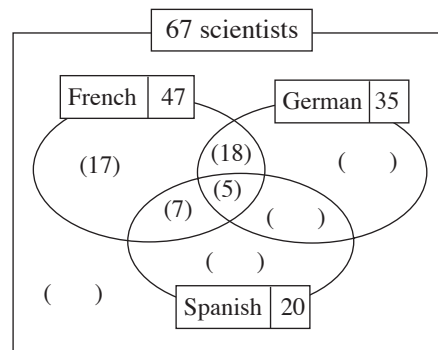 67 scientists
French 47
German 35
(17)
(18)
( )
(7)
(5)
( )
( )
( )
Spanish 20